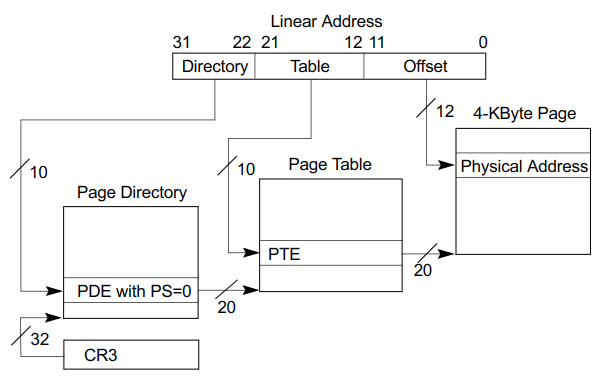 Linear Address
31 22 21 12 11 0
Directory Table Offset
12 4-KByte Page
10 10 Physical Address
Page Table
Page Directory
PTE
20
PDE with PS=0
20
32
CR3